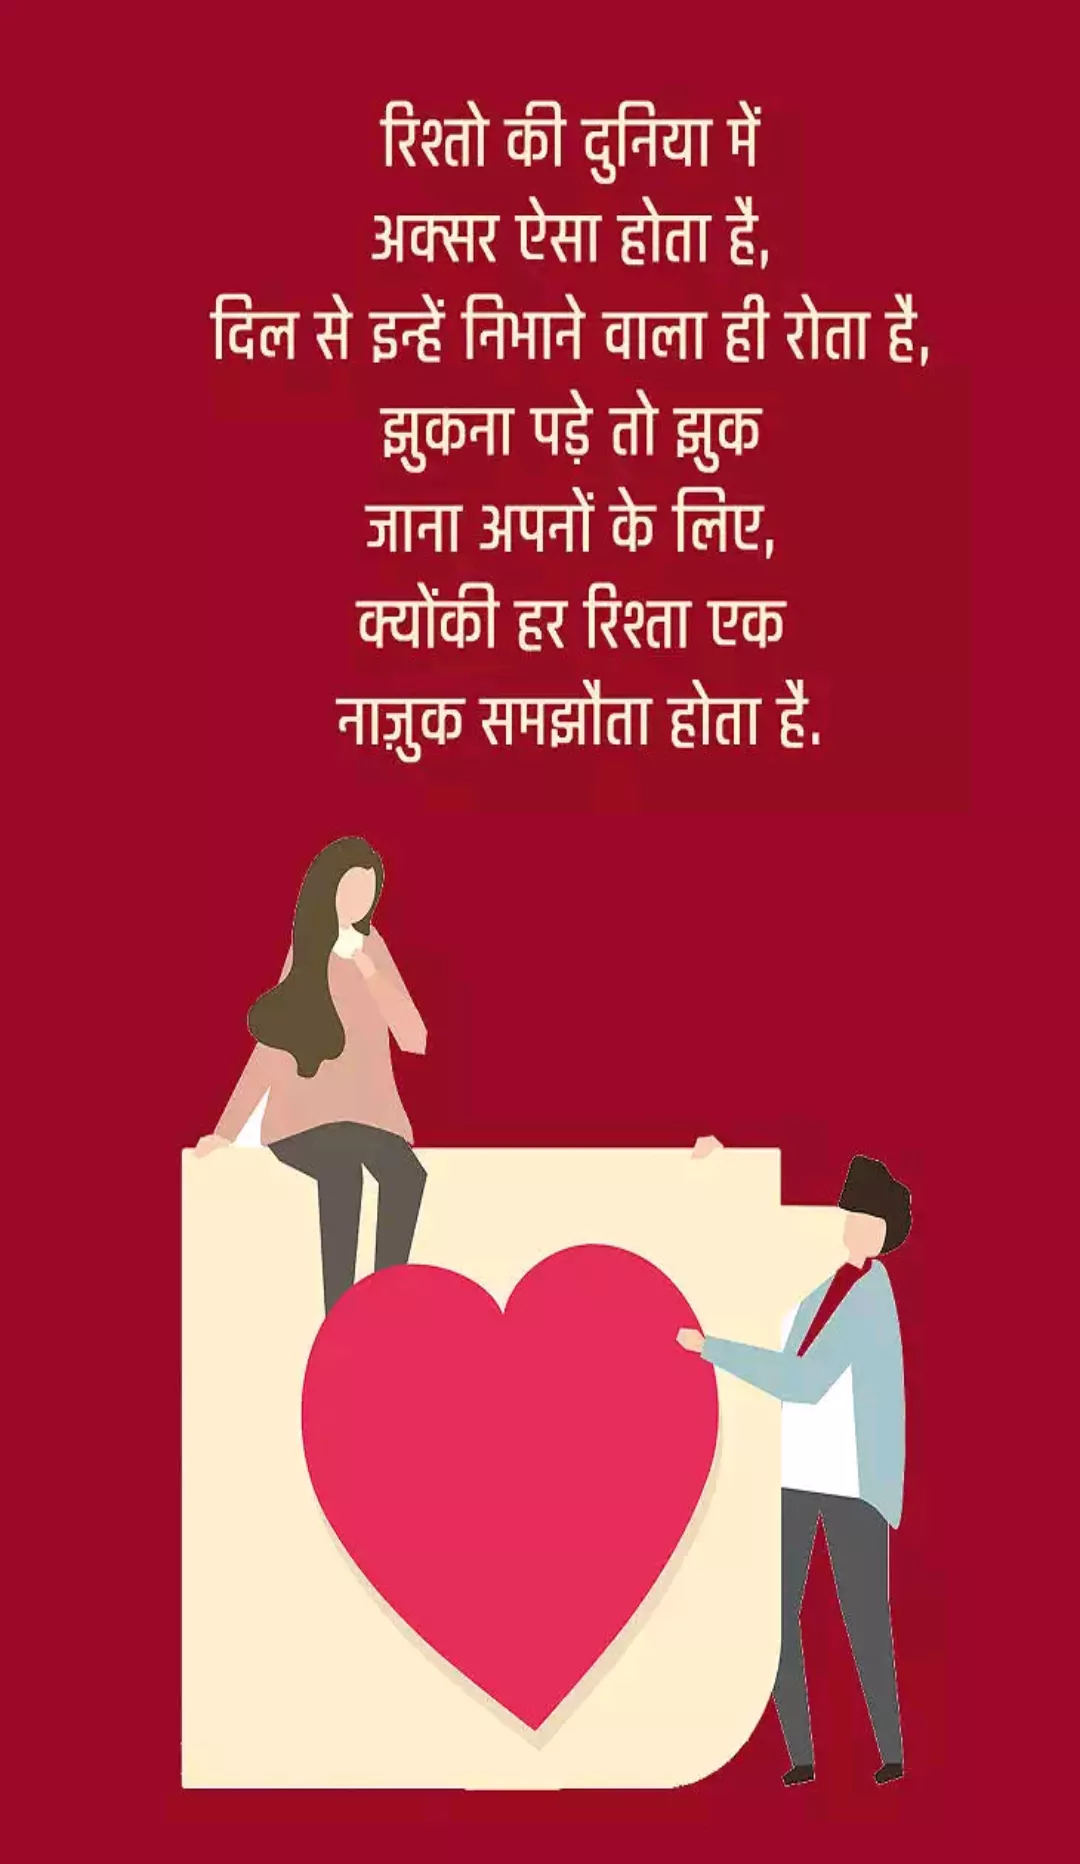 रिश्तो की दुनिया में
अक्सर ऐसा होता है,
दिल से इन्हें निभाने वाला ही रोता है,
झुकना पड़े तो झुक
जाना अपनों के लिए,
क्योंकी हर रिश्ता एक
नाज़ुक समझौता होता है.